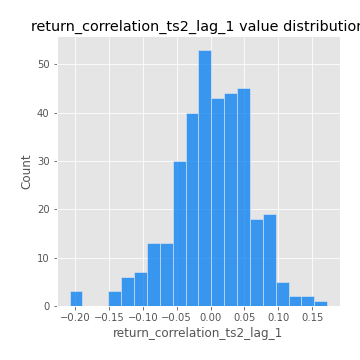 return_correlation_ts2_lag_1 value distribution
50
40
30
20
10
0
Count
−0.20 −0.15 −0.10 −0.05 0.00 0.05 0.10 0.15
return_correlation_ts2_lag_1